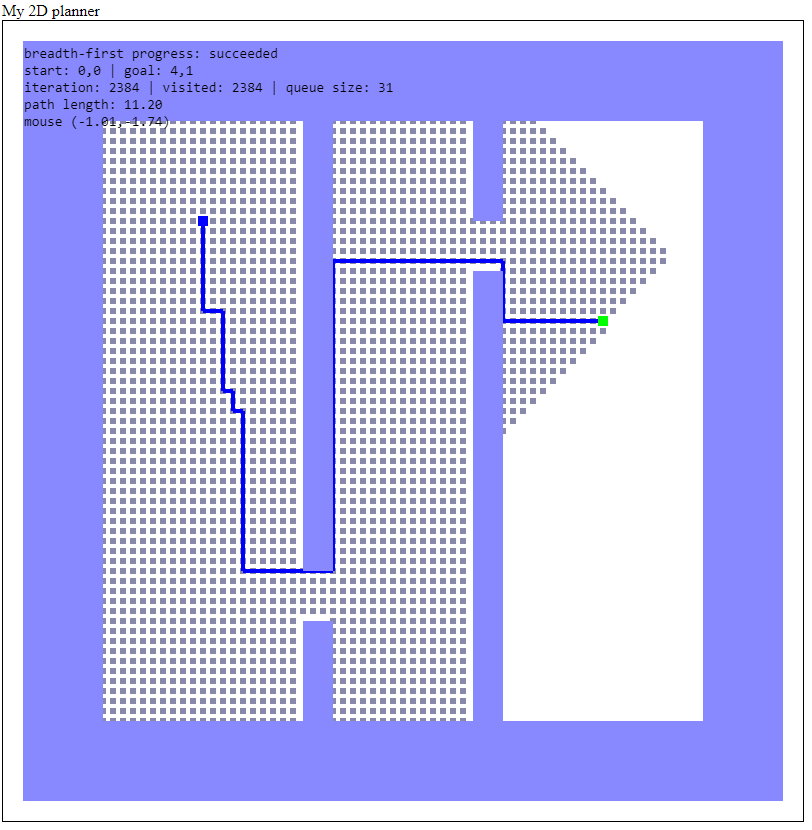 My 2D planner
breadth-first progress: succeeded
start: 0,0 | goal: 4,1
iteration: 2384 | visited: 2384 | queue size: 31
path length: 11.20
mouse (-1.01,-1.74)